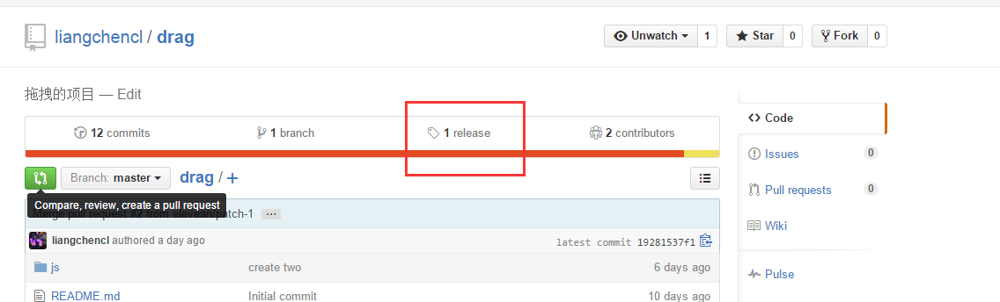 liangchencl / drag
Unwatch 1 Star 0 Fork 0
拖拽的项目 — Edit
12 commits 1 branch 1 release 2 contributors
Code
Issues 0
Pull requests 0
Wiki
Pulse
Branch: master drag / +
Compare, review, create a pull request
Merge pull request #2 from elevean/patch-1 …
liangchencl authored a day ago latest commit 19281537f1
js create two 6 days ago
README.md Initial commit 10 days ago